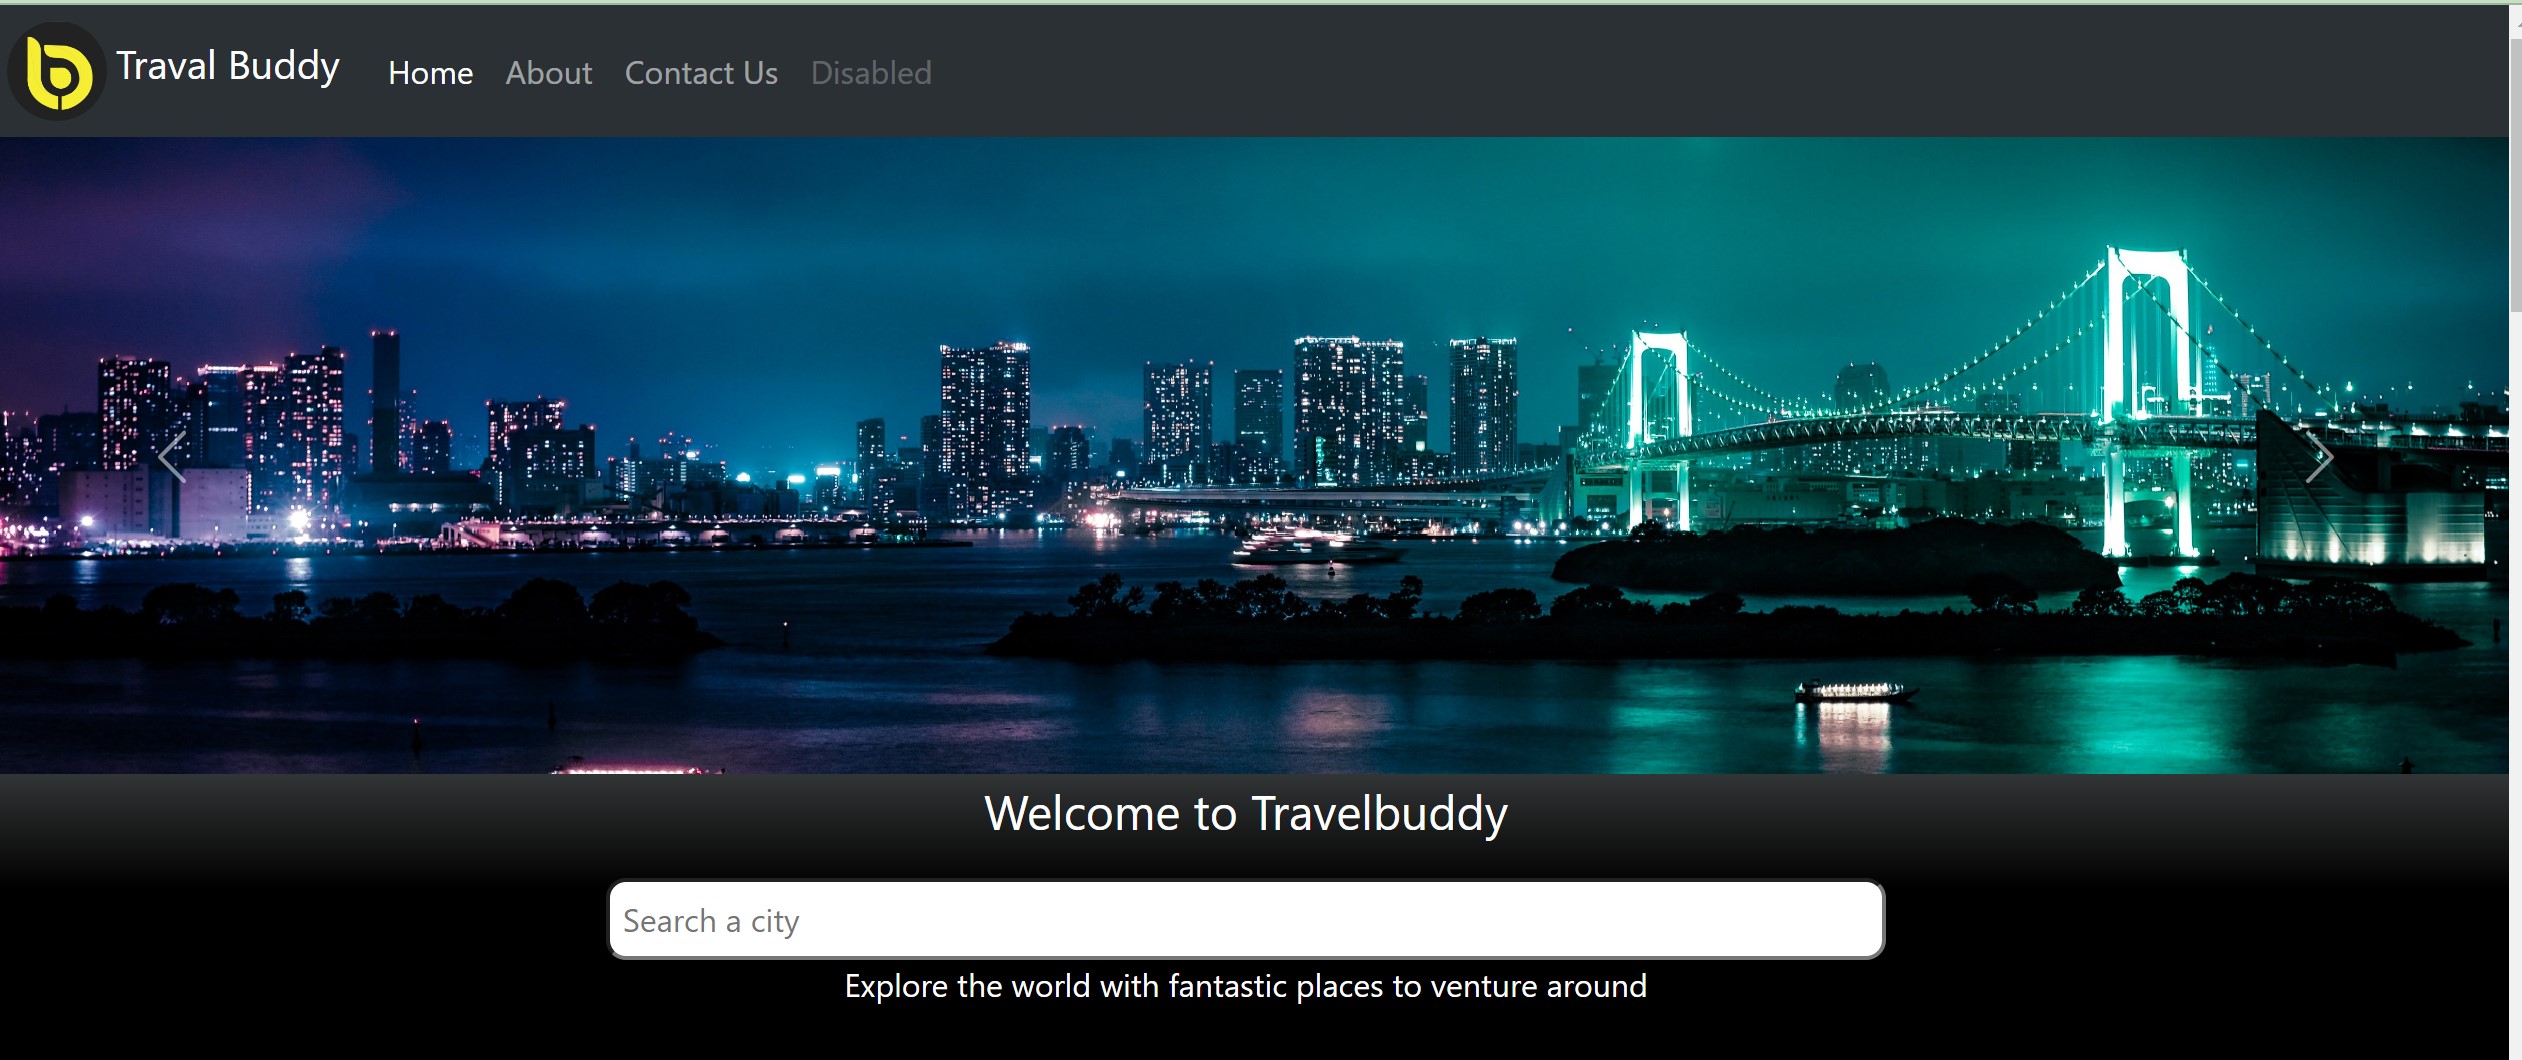 Traval Buddy Home About Contact Us Disabled
Welcome to Travelbuddy
Search a city
Explore the world with fantastic places to venture around